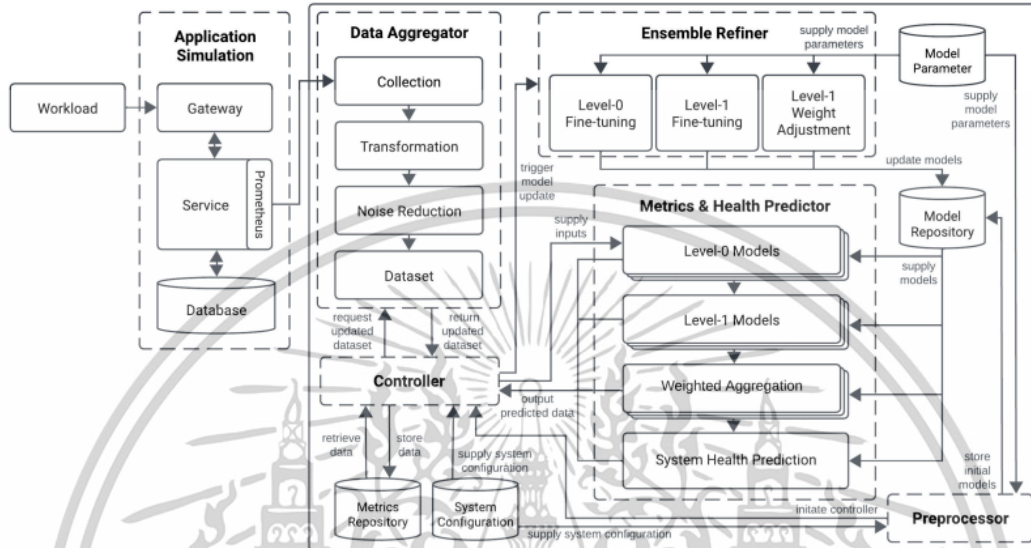 Application
Simulation
Workload
Gateway
Service
Prometheus
Database
Data Aggregator
Collection
Transformation
Noise Reduction
Dataset
request
updated
dataset
return
updated
dataset
Controller
retrieve
data
store
data
supply system
configuration
Metrics
Repository
System
Configuration
trigger
model
update
supply
inputs
output
predicted data
Ensemble Refiner
supply model
parameters
Level-0
Fine-tuning
Level-1
Fine-tuning
Level-1
Weight
Adjustment
Model
Parameter
supply
model
parameters
update models
Model
Repository
supply
models
Metrics & Health Predictor
Level-0 Models
Level-1 Models
Weighted Aggregation
System Health Prediction
store
initial
models
initate controller
supply system configuration
Preprocessor